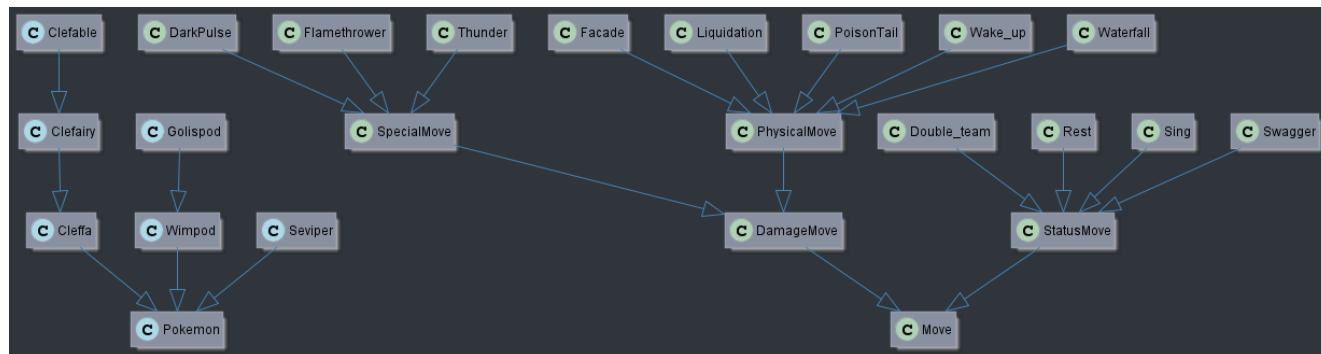 C Clefable C DarkPulse C Flamethrower C Thunder C Facade C Liquidation C PoisonTail C Wake_up C Waterfall
C Clefairy C Golispod C SpecialMove C PhysicalMove C Double_team C Rest C Sing C Swagger
C Cleffa C Wimpod C Seviper C DamageMove C StatusMove
C Pokemon C Move